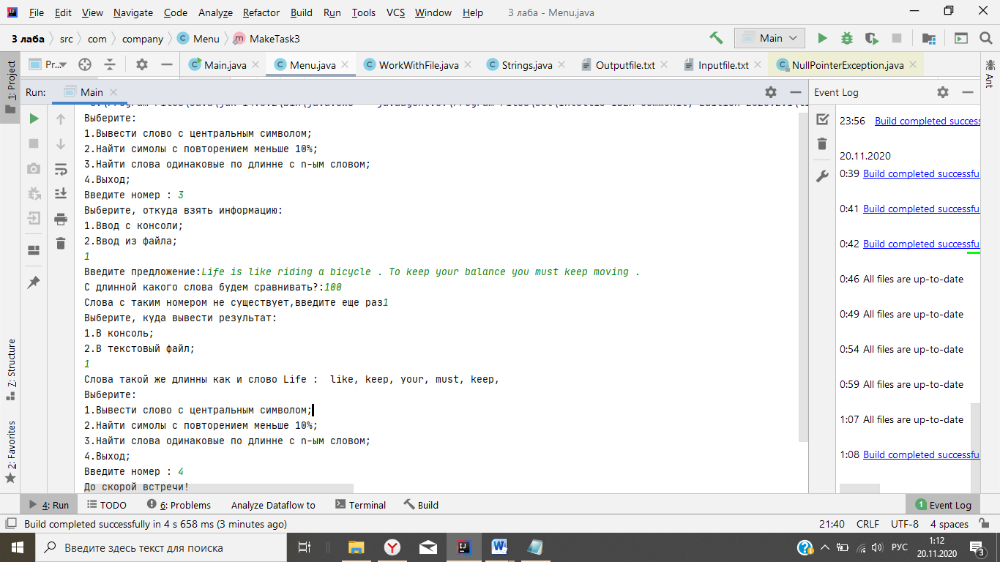 File Edit View Navigate Code Analyze Refactor Build Run Tools VCS Window Help 3 лаба - Menu.java
3 лаба src com company Menu MakeTask3 Main
1: Project Pr... Main.java Menu.java WorkWithFile.java Strings.java Outputfile.txt Inputfile.txt NullPointerException.java Ant
Run: Main Event Log
Выберите:
1.Вывести слово с центральным символом;
2.Найти симолы с повторением меньше 10%;
3.Найти слова одинаковые по длинне с n-ым словом;
4.Выход;
Введите номер : 3
Выберите, откуда взять информацию:
1.Ввод с консоли;
2.Ввод из файла;
1
Введите предложение:Life is like riding a bicycle . To keep your balance you must keep moving .
С длинной какого слова будем сравнивать?:100
Слова с таким номером не существует,введите еще раз1
Выберите, куда вывести результат:
1.В консоль;
2.В текстовый файл;
1
Слова такой же длинны как и слово Life :  like, keep, your, must, keep,
Выберите:
1.Вывести слово с центральным символом;
2.Найти симолы с повторением меньше 10%;
3.Найти слова одинаковые по длинне с n-ым словом;
4.Выход;
Введите номер : 4
До скорой встречи!
23:56 Build completed success
20.11.2020
0:39 Build completed successfu
0:41 Build completed successfu
0:42 Build completed successfu
0:46 All files are up-to-date
0:49 All files are up-to-date
0:54 All files are up-to-date
0:59 All files are up-to-date
1:07 All files are up-to-date
1:08 Build completed successfu
7: Structure
2: Favorites
4: Run TODO 6: Problems Analyze Dataflow to Terminal Build 1 Event Log
Build completed successfully in 4 s 658 ms (3 minutes ago) 21:40 CRLF UTF-8 4 spaces
Введите здесь текст для поиска РУС 1:12
20.11.2020 3